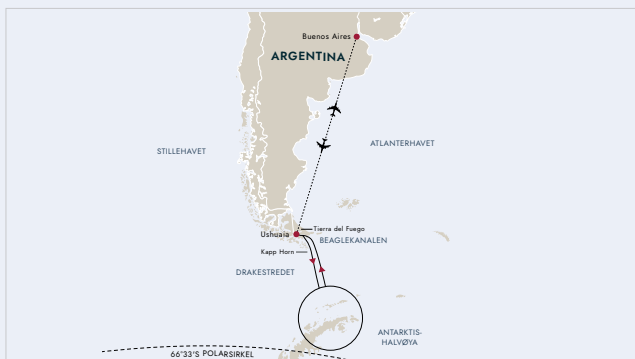 Buenos Aires
ARGENTINA
STILLEHAVET
ATLANTERHAVET
Tierra del Fuego
Ushuaia
BEAGLEKANALEN
Kapp Horn
DRAKESTREDET
ANTARKTIS-
HALVØYA
66°33'S POLARSIRKEL